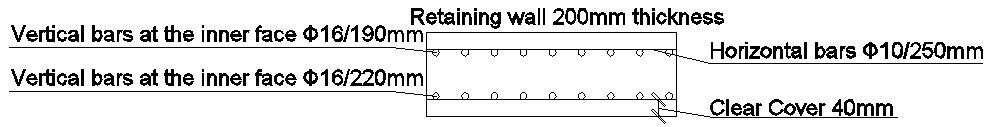 Retaining wall 200mm thickness
Vertical bars at the inner face Φ16/190mm
Horizontal bars Φ10/250mm
Vertical bars at the inner face Φ16/220mm
Clear Cover 40mm